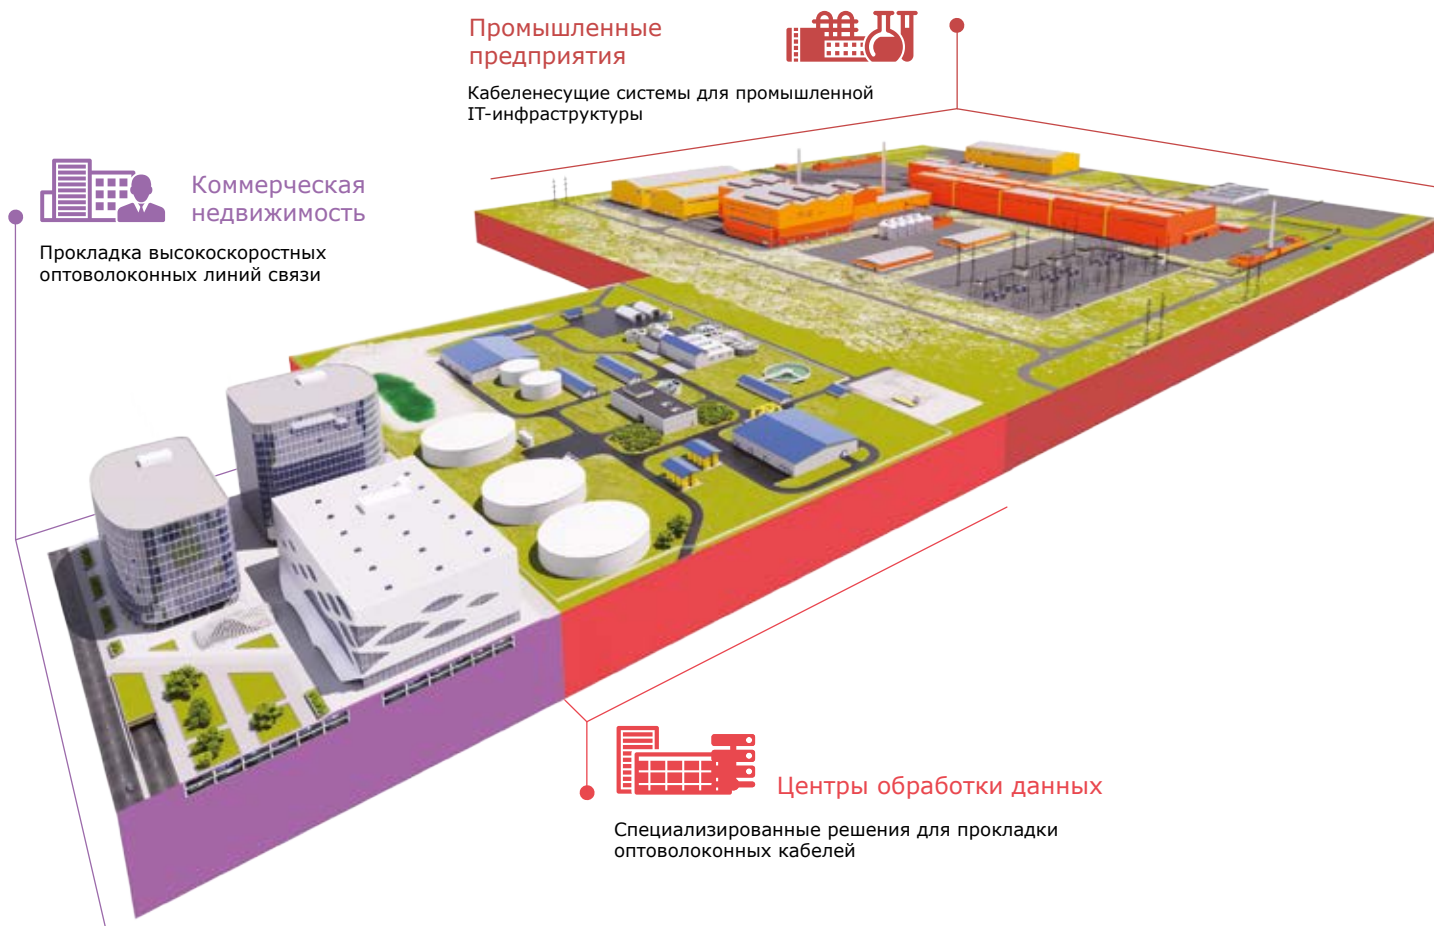 Промышленные
предприятия
Кабеленесущие системы для промышленной
IT-инфраструктуры
Коммерческая
недвижимость
Прокладка высокоскоростных
оптоволоконных линий связи
Центры обработки данных
Специализированные решения для прокладки
оптоволоконных кабелей